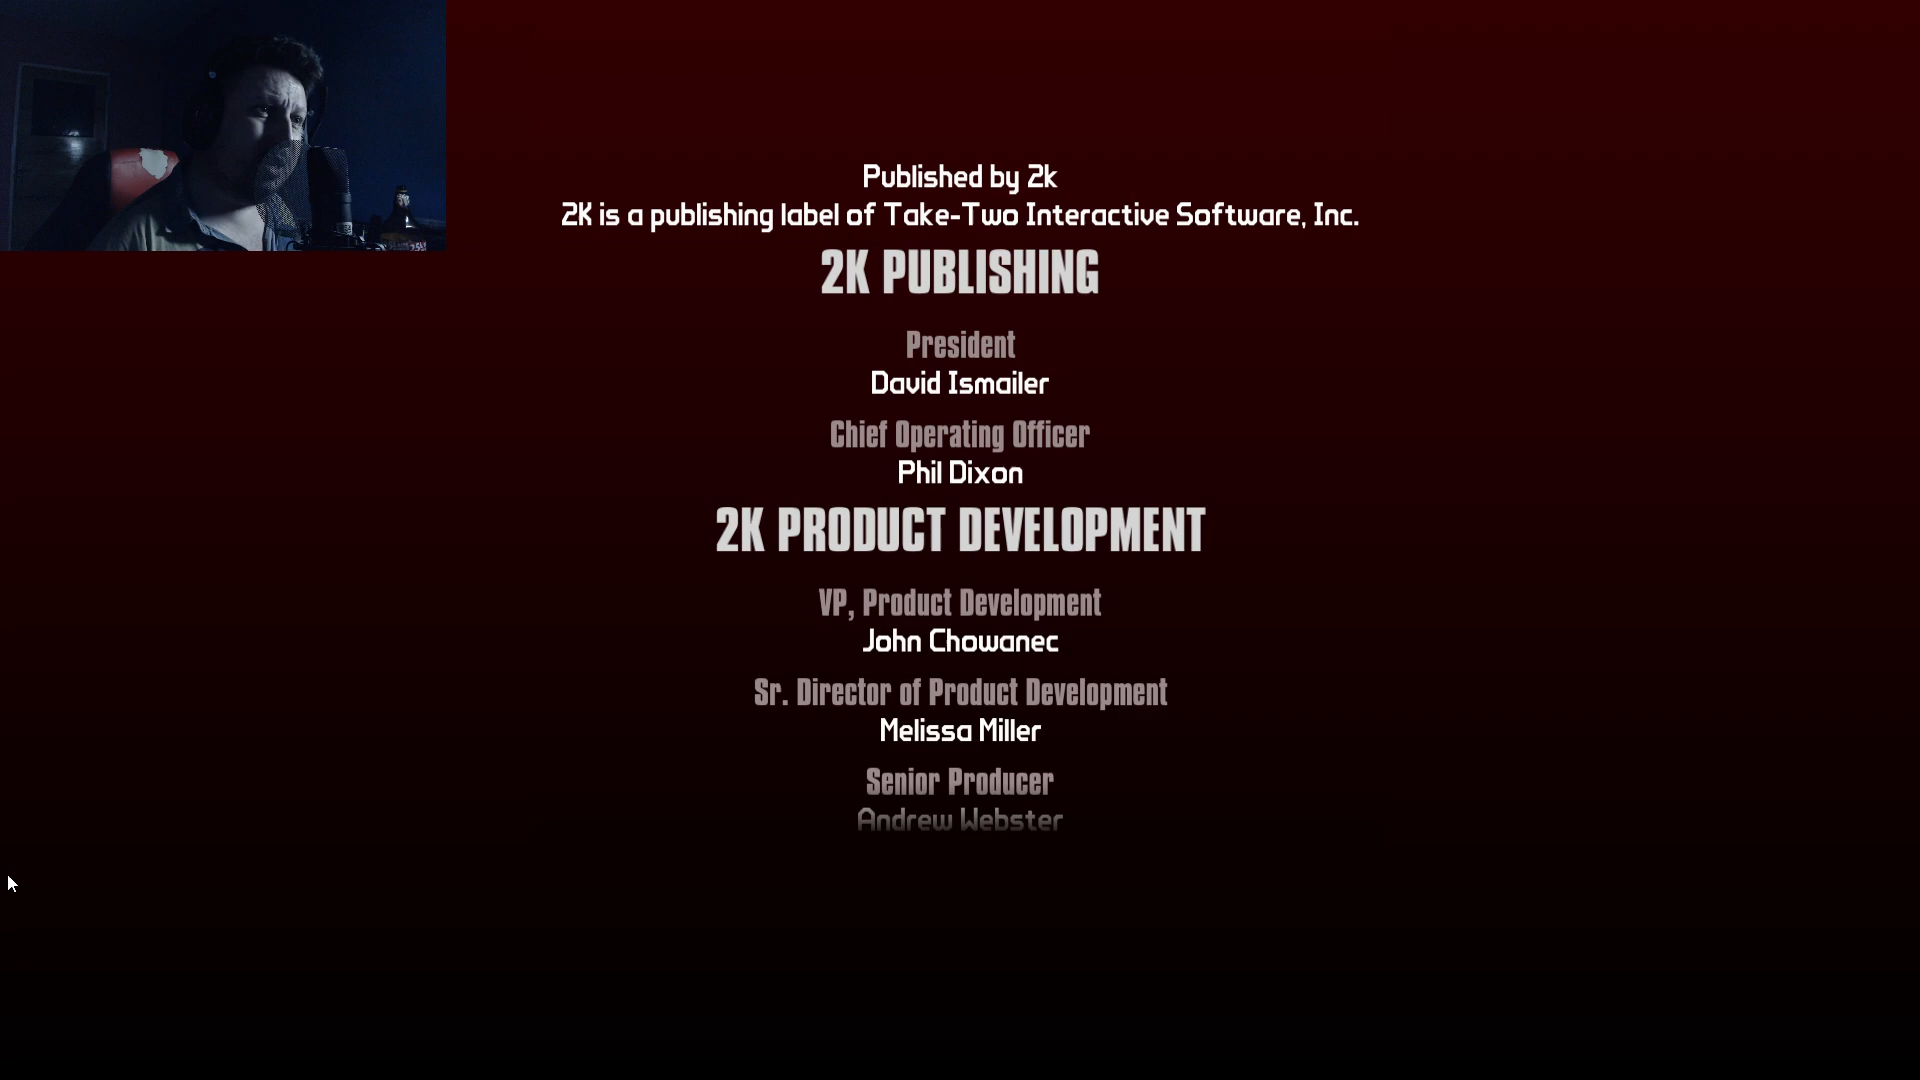 Published by 2k
2K is a publishing label of Take-Two Interactive Software, Inc.
2K PUBLISHING
President
David Ismailer
Chief Operating Officer
Phil Dixon
2K PRODUCT DEVELOPMENT
VP, Product Development
John Chowanec
Sr. Director of Product Development
Melissa Miller
Senior Producer
Andrew Webster